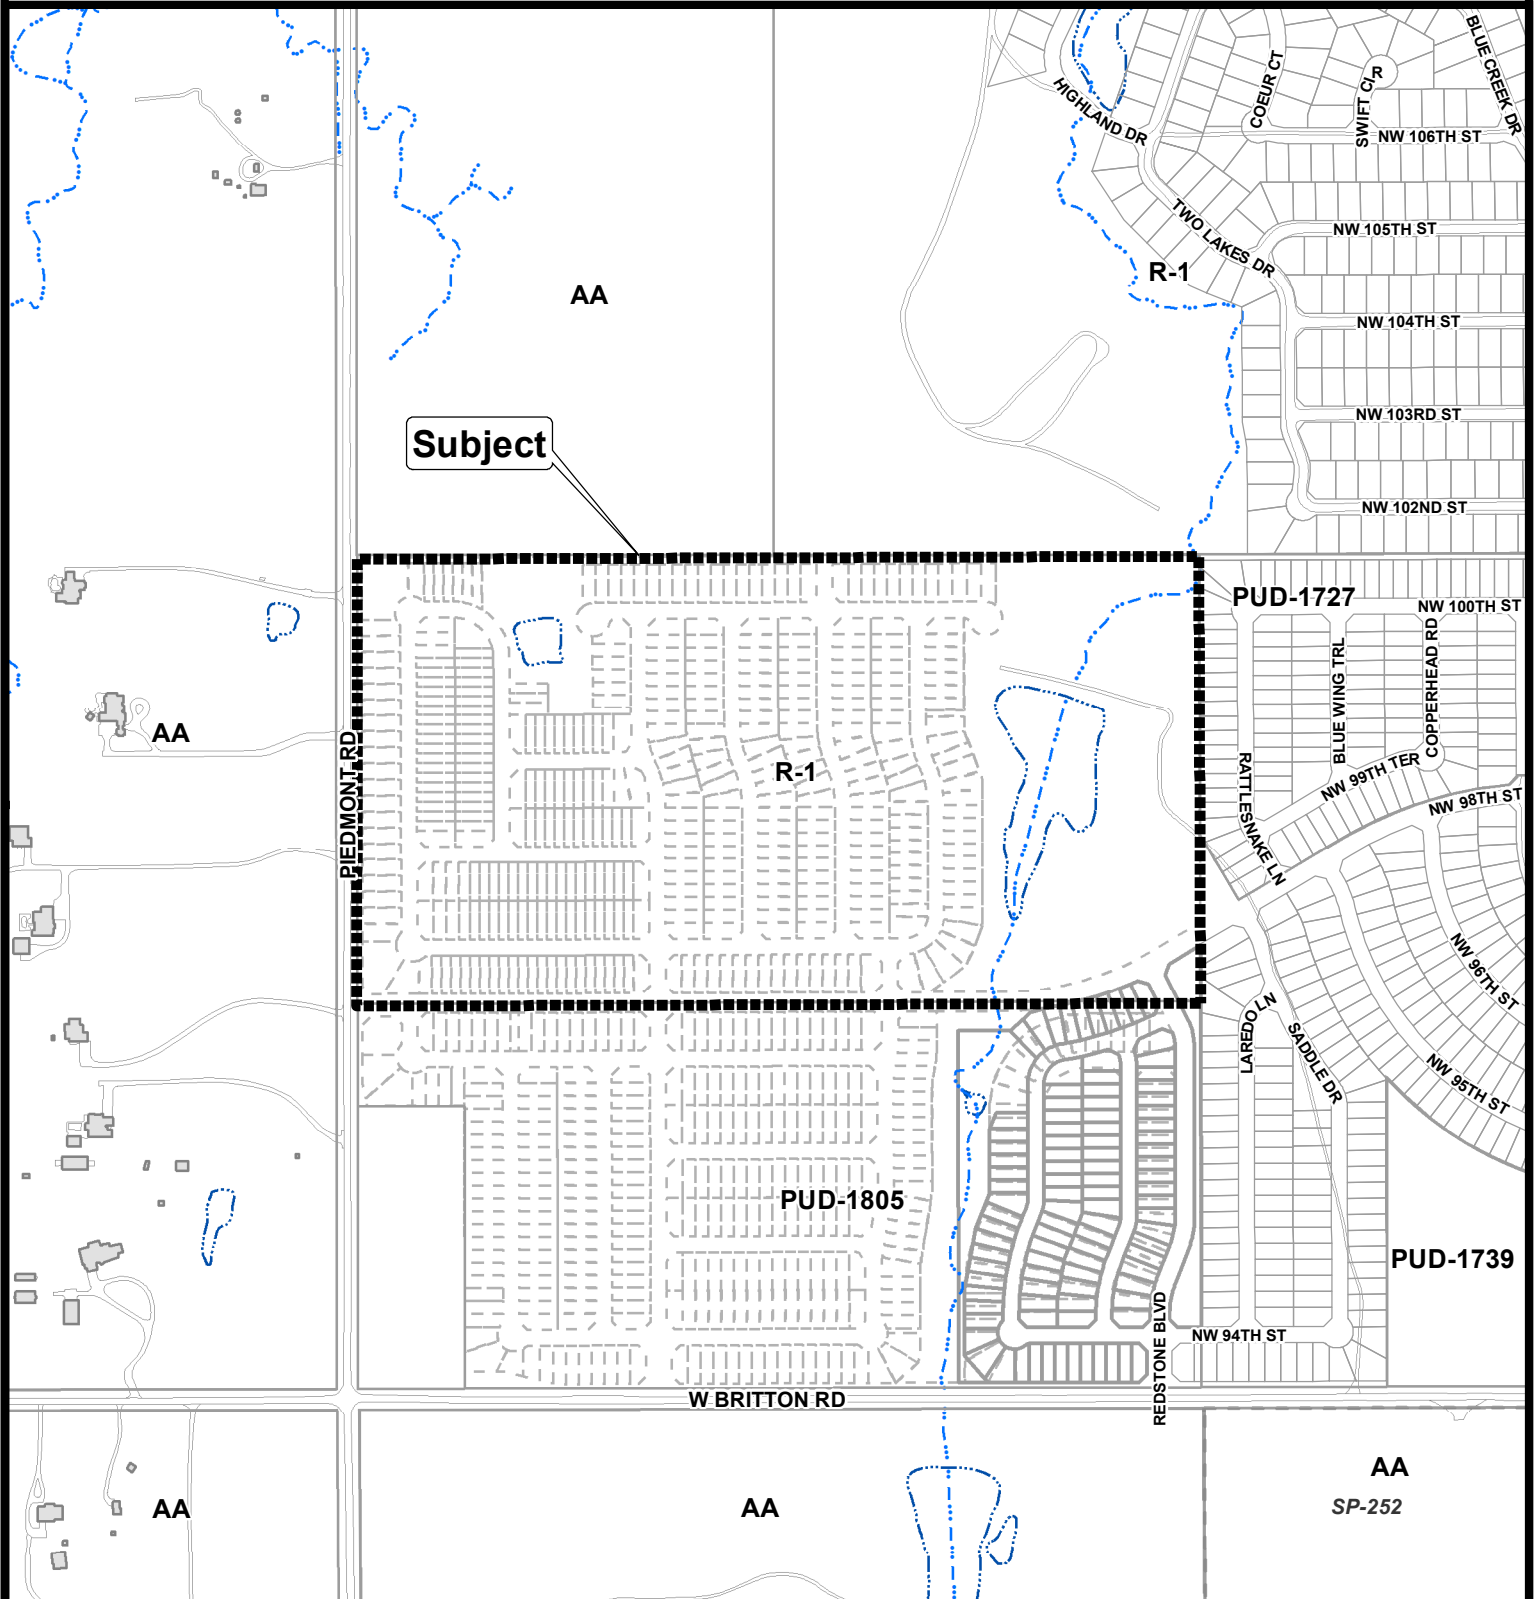 BLUE CREEK DR
COEUR CT
SWIFT CIR
HIGHLAND DR
NW 106TH ST
TWO LAKES DR
NW 105TH ST
R-1
AA
NW 104TH ST
NW 103RD ST
Subject
NW 102ND ST
PUD-1727
NW 100TH ST
BLUE WING TRL
COPPERHEAD RD
AA
PIEDMONT RD
R-1
RATTLESNAKE LN
NW 99TH TER
NW 98TH ST
NW 96TH ST
LAREDO LN
SADDLE DR
NW 95TH ST
PUD-1805
PUD-1739
REDSTONE BLVD
NW 94TH ST
W BRITTON RD
AA
AA
AA
SP-252